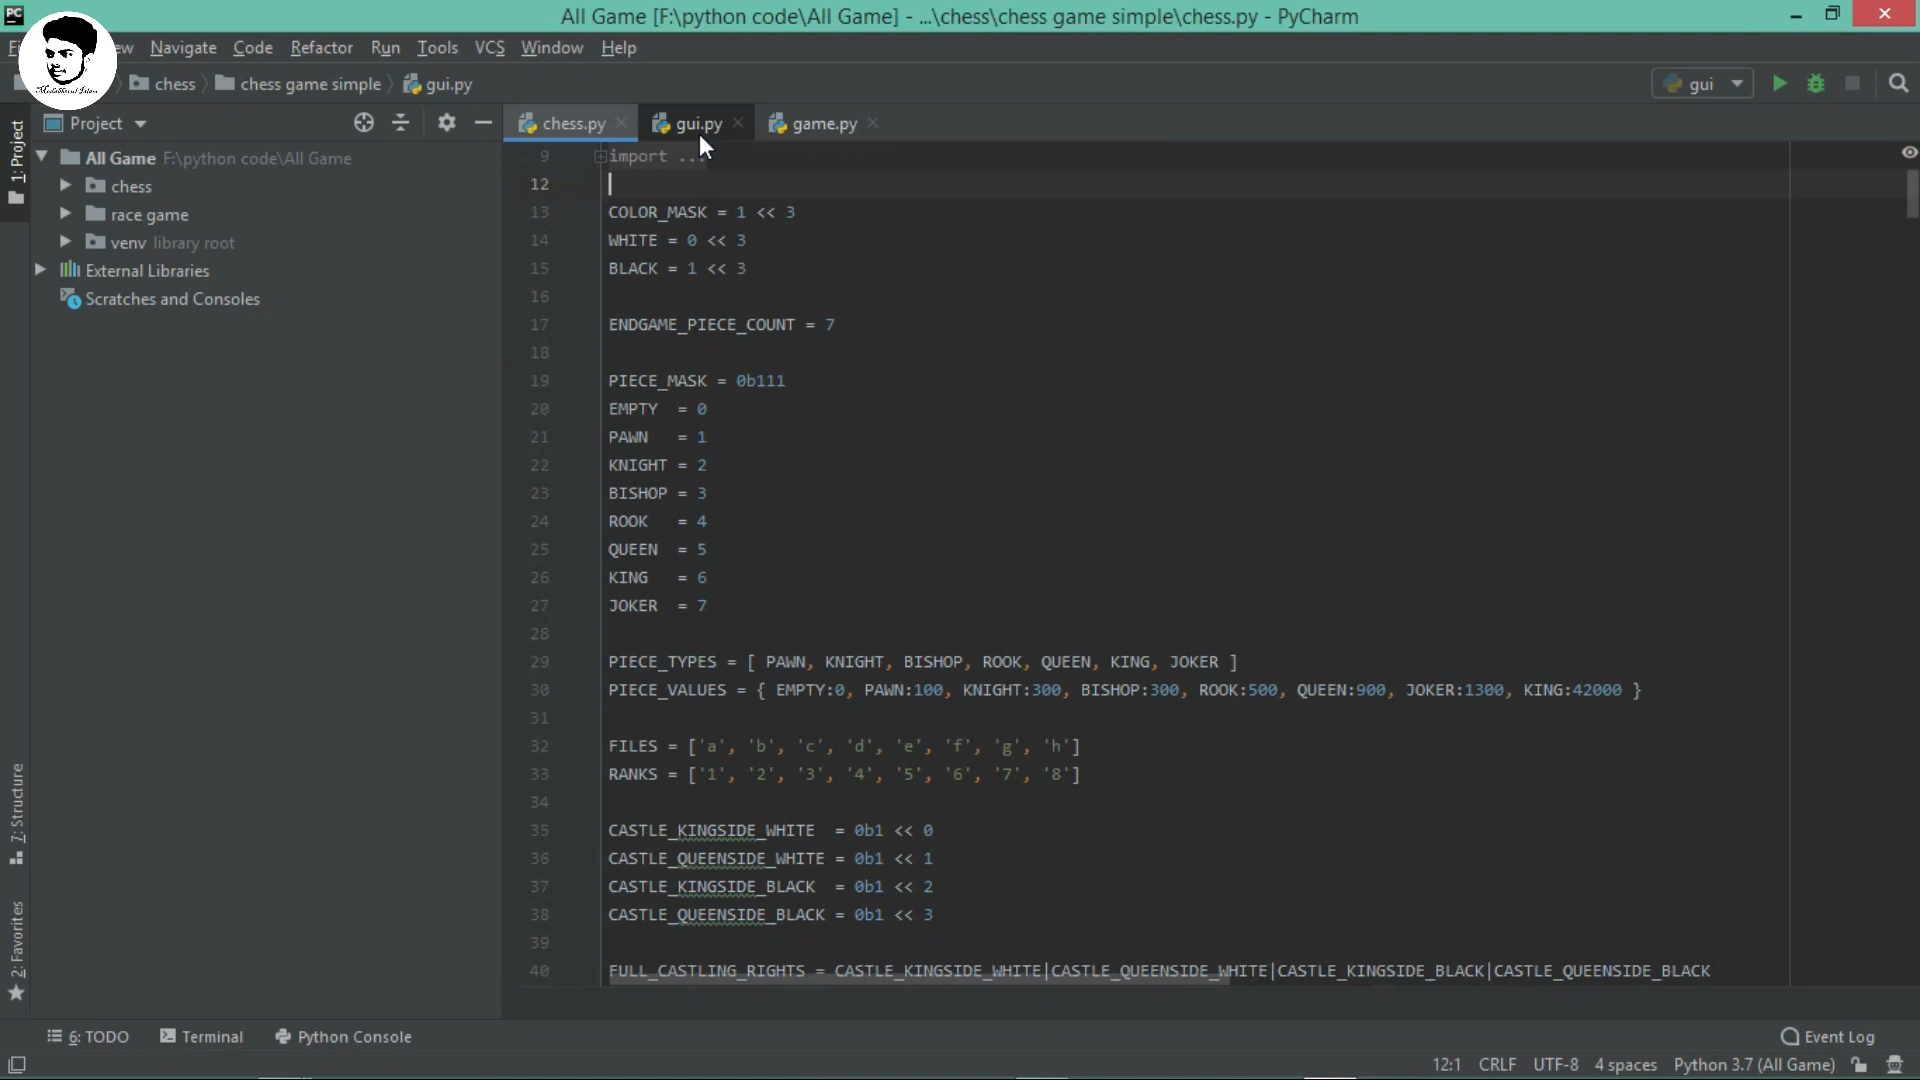 PC
All Game [F:\python code\All Game] - ...\chess\chess game simple\chess.py - PyCharm
Navigate Code Refactor Run Tools VCS Window Help
chess chess game simple gui.py
gui
Project
chess.py gui.py game.py
1: Project
All Game F:\python code\All Game
chess
race game
venv library root
External Libraries
Scratches and Consoles
7: Structure
2: Favorites
9 import ...
12
13 COLOR_MASK = 1 << 3
14 WHITE = 0 << 3
15 BLACK = 1 << 3
16
17 ENDGAME_PIECE_COUNT = 7
18
19 PIECE_MASK = 0b111
20 EMPTY  = 0
21 PAWN   = 1
22 KNIGHT = 2
23 BISHOP = 3
24 ROOK   = 4
25 QUEEN  = 5
26 KING   = 6
27 JOKER  = 7
28
29 PIECE_TYPES = [ PAWN, KNIGHT, BISHOP, ROOK, QUEEN, KING, JOKER ]
30 PIECE_VALUES = { EMPTY:0, PAWN:100, KNIGHT:300, BISHOP:300, ROOK:500, QUEEN:900, JOKER:1300, KING:42000 }
31
32 FILES = ['a', 'b', 'c', 'd', 'e', 'f', 'g', 'h']
33 RANKS = ['1', '2', '3', '4', '5', '6', '7', '8']
34
35 CASTLE_KINGSIDE_WHITE  = 0b1 << 0
36 CASTLE_QUEENSIDE_WHITE = 0b1 << 1
37 CASTLE_KINGSIDE_BLACK  = 0b1 << 2
38 CASTLE_QUEENSIDE_BLACK = 0b1 << 3
39
40 FULL_CASTLING_RIGHTS = CASTLE_KINGSIDE_WHITE|CASTLE_QUEENSIDE_WHITE|CASTLE_KINGSIDE_BLACK|CASTLE_QUEENSIDE_BLACK
6: TODO Terminal Python Console Event Log
12:1 CRLF UTF-8 4 spaces Python 3.7 (All Game)